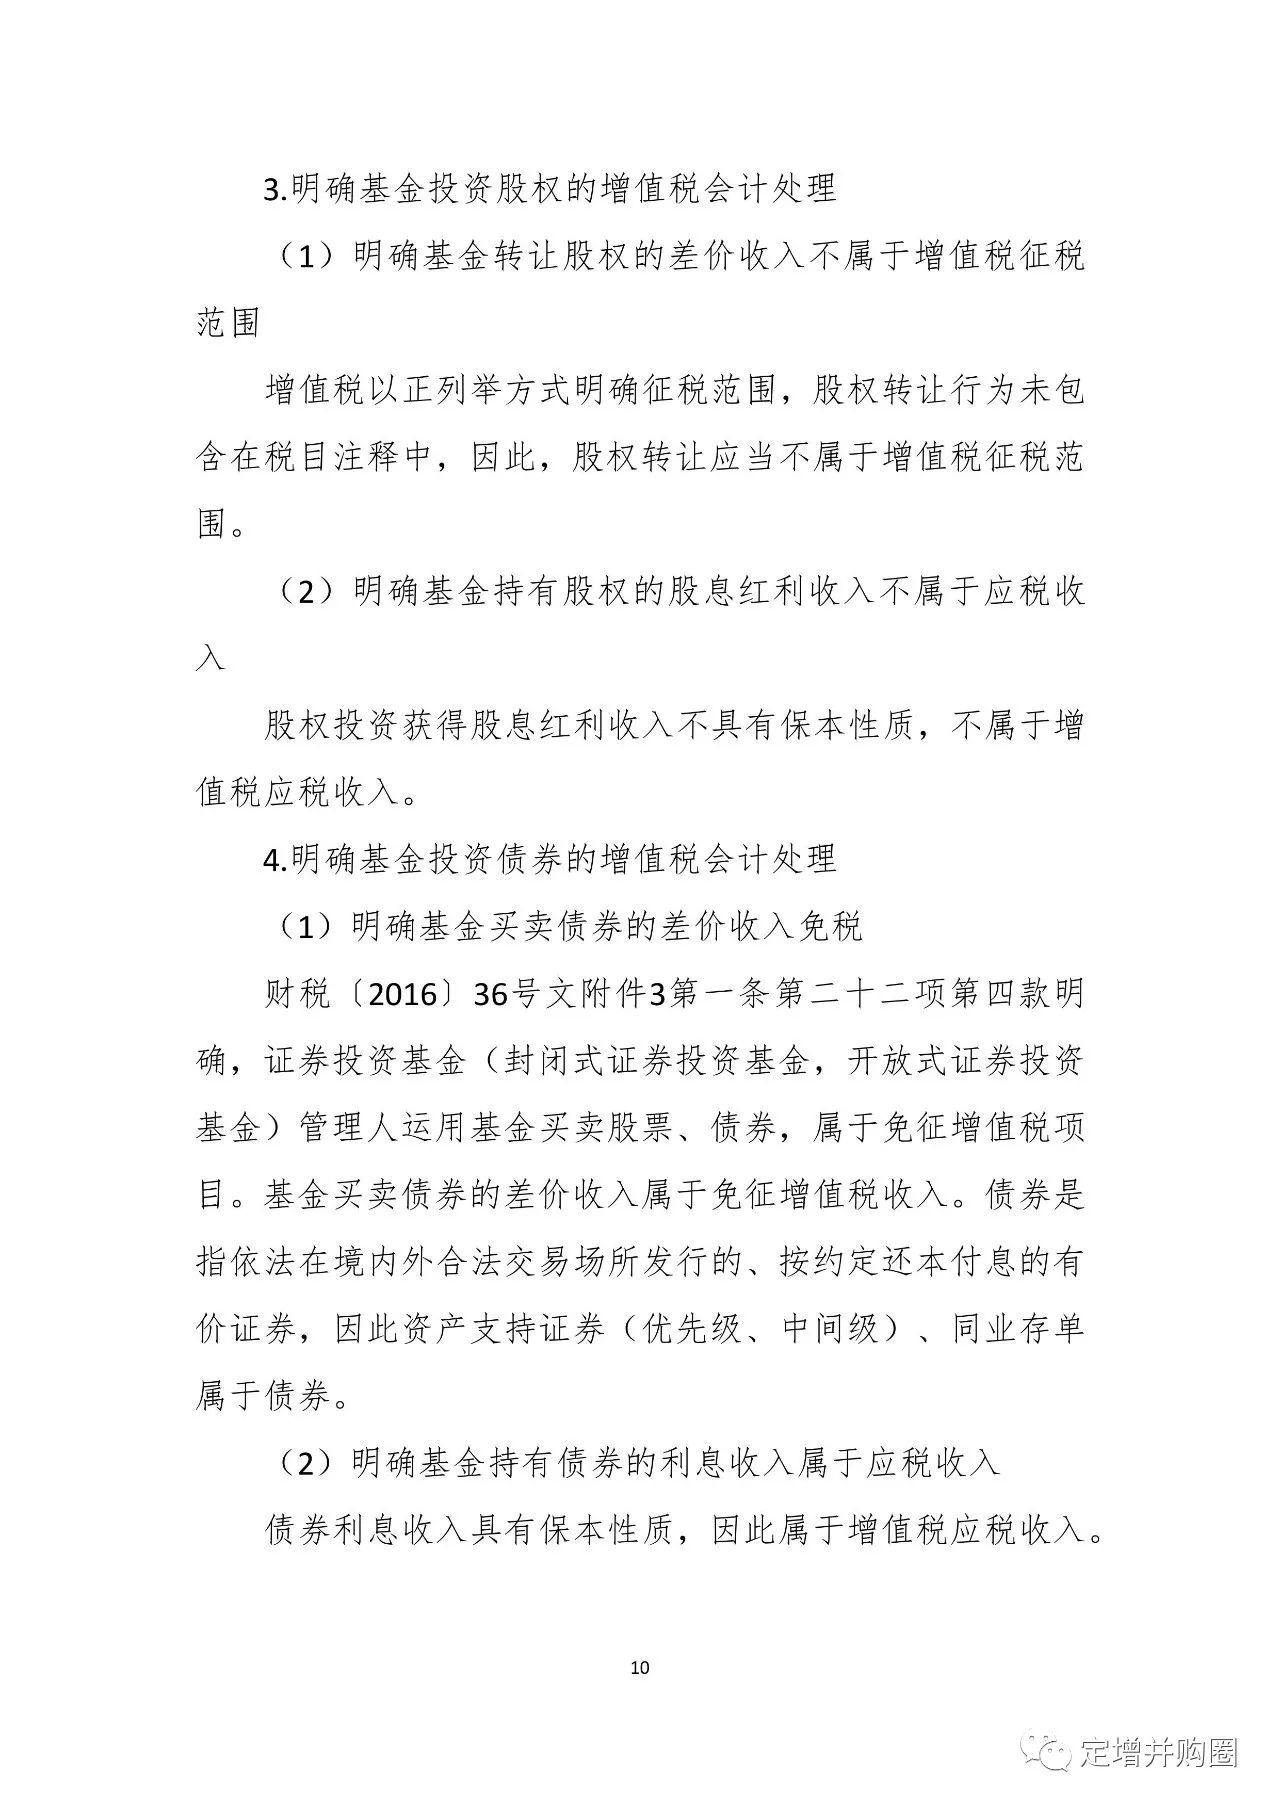 3.明确基金投资股权的增值税会计处理
（1）明确基金转让股权的差价收入不属于增值税征税
范围
增值税以正列举方式明确征税范围，股权转让行为未包
含在税目注释中，因此，股权转让应当不属于增值税征税范
围。
（2）明确基金持有股权的股息红利收入不属于应税收
入
股权投资获得股息红利收入不具有保本性质，不属于增
值税应税收入。
4.明确基金投资债券的增值税会计处理
（1）明确基金买卖债券的差价收入免税
财税〔2016〕36号文附件3第一条第二十二项第四款明
确，证券投资基金（封闭式证券投资基金，开放式证券投资
基金）管理人运用基金买卖股票、债券，属于免征增值税项
目。基金买卖债券的差价收入属于免征增值税收入。债券是
指依法在境内外合法交易场所发行的、按约定还本付息的有
价证券，因此资产支持证券（优先级、中间级）、同业存单
属于债券。
（2）明确基金持有债券的利息收入属于应税收入
债券利息收入具有保本性质，因此属于增值税应税收入。
10
定增并购圈